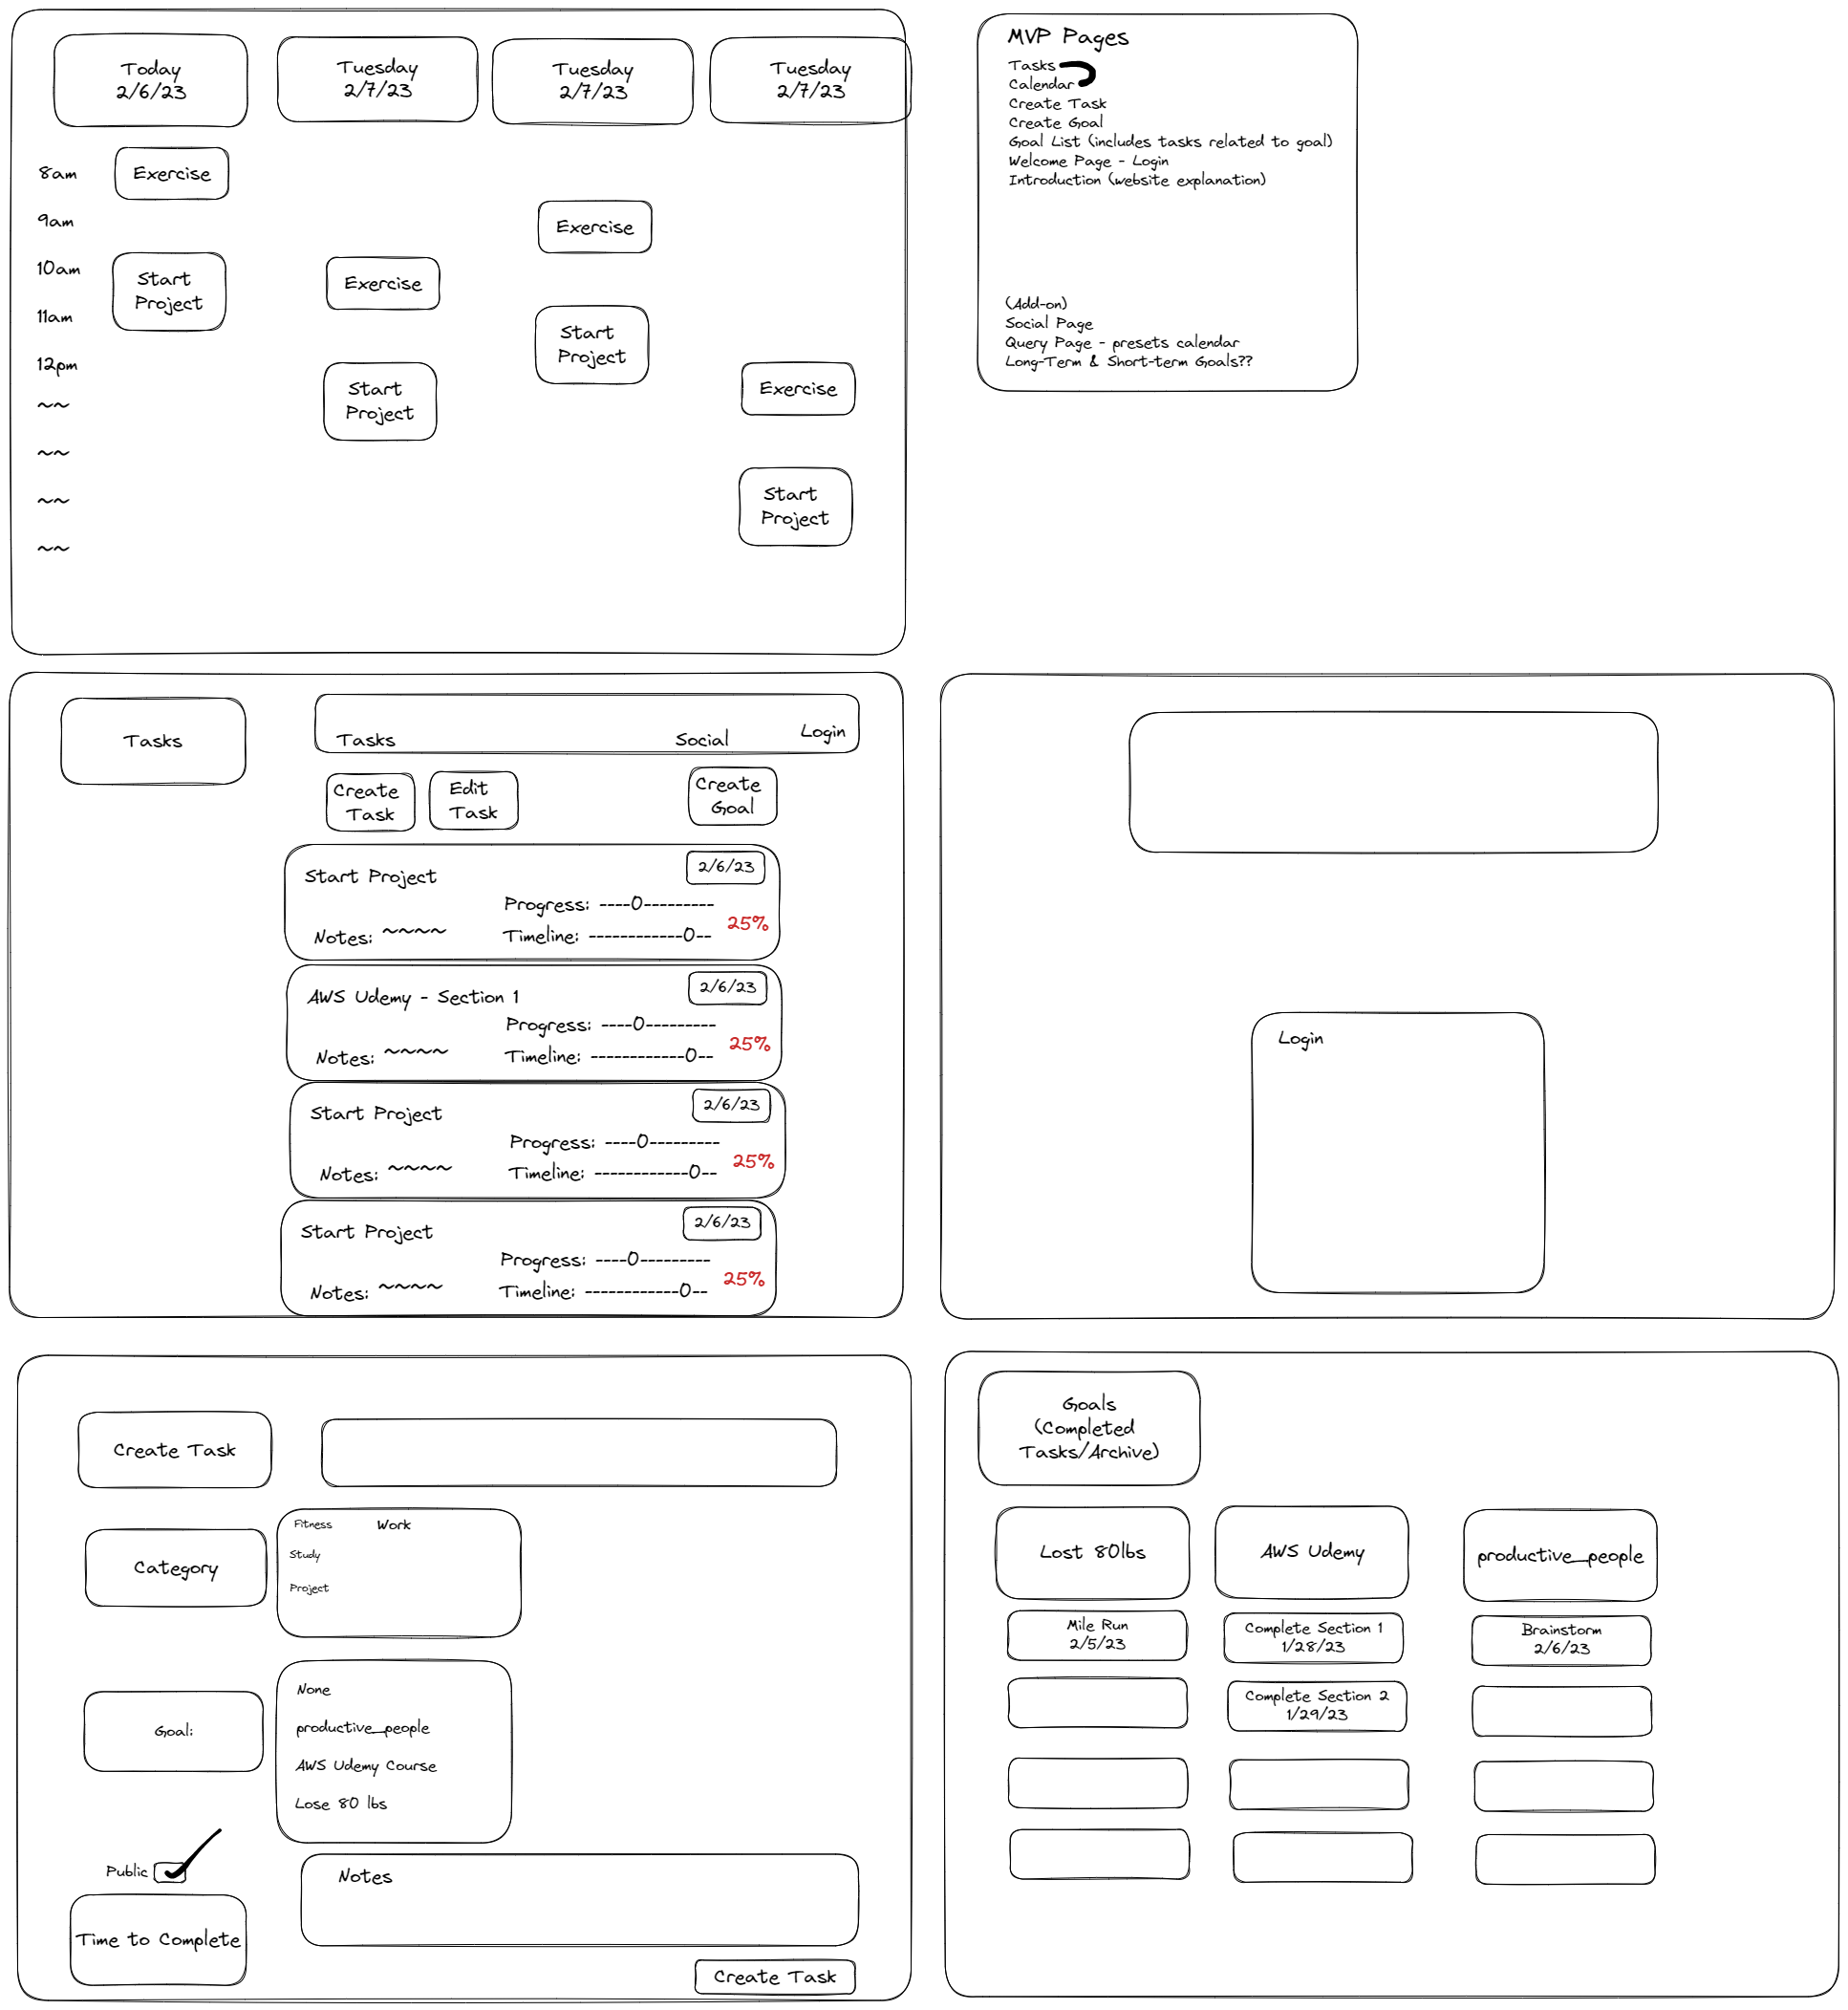 Today
2/6/23
Tuesday
2/7/23
Tuesday
2/7/23
Tuesday
2/7/23
8am
9am
10am
11am
12pm
~~
~~
~~
~~
Exercise
Start
Project
Exercise
Start
Project
Exercise
Start
Project
Exercise
Start
Project
MVP Pages
Tasks
Calendar
Create Task
Create Goal
Goal List (includes tasks related to goal)
Welcome Page - Login
Introduction (website explanation)
(Add-on)
Social Page
Query Page - presets calendar
Long-Term & Short-term Goals??
Tasks
Tasks
Social
Login
Create
Task
Edit
Task
Create
Goal
Start Project
2/6/23
Progress: ----0---------
Notes: ~~~~
Timeline: ------------0--
25%
AWS Udemy - Section 1
2/6/23
Progress: ----0---------
Notes: ~~~~
Timeline: ------------0--
25%
Start Project
2/6/23
Progress: ----0---------
Notes: ~~~~
Timeline: ------------0--
25%
Start Project
2/6/23
Progress: ----0---------
Notes: ~~~~
Timeline: ------------0--
25%
Login
Create Task
Category
Fitness
Work
Study
Project
Goal:
None
productive_people
AWS Udemy Course
Lose 80 lbs
Public
Notes
Time to Complete
Create Task
Goals
(Completed
Tasks/Archive)
Lost 80lbs
Mile Run
2/5/23
AWS Udemy
Complete Section 1
1/28/23
Complete Section 2
1/29/23
productive_people
Brainstorm
2/6/23